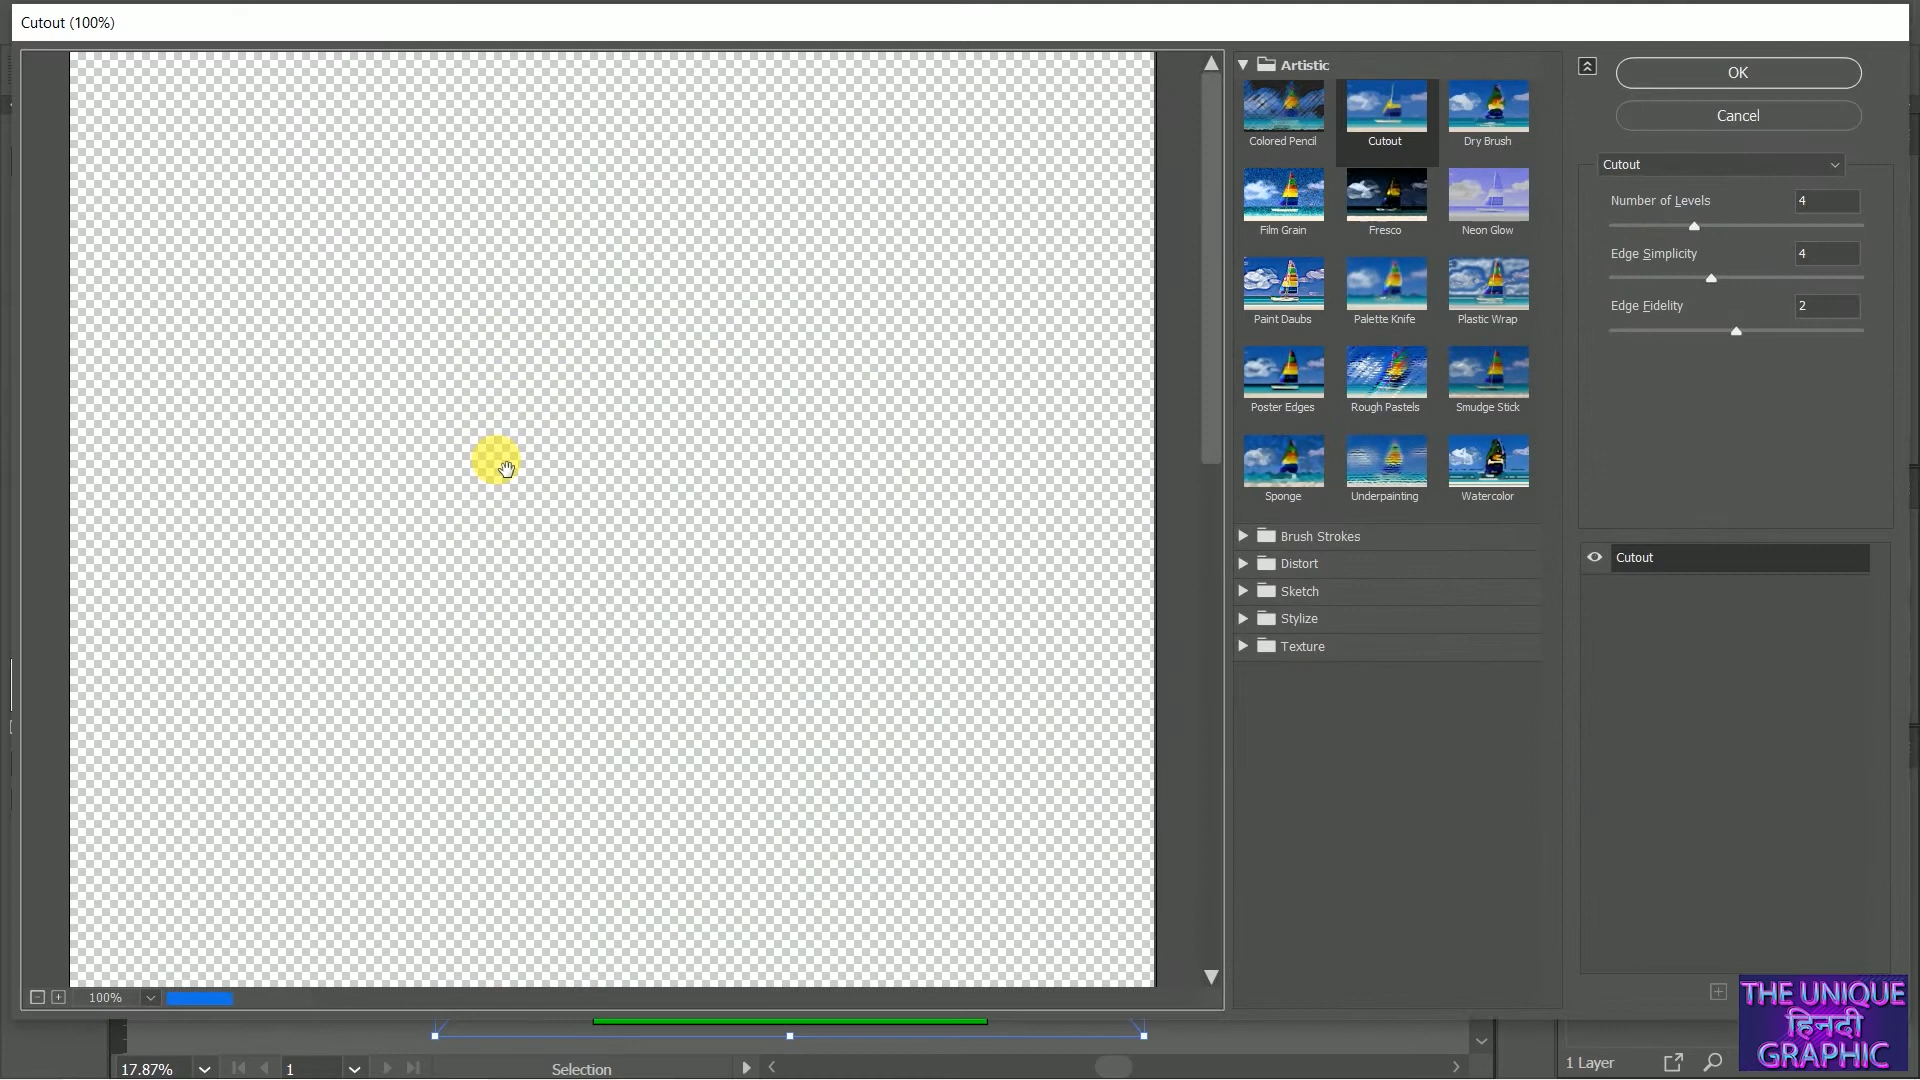 Cutout (100%)
Artistic
Colored Pencil
Cutout
Dry Brush
Film Grain
Fresco
Neon Glow
Paint Daubs
Palette Knife
Plastic Wrap
Poster Edges
Rough Pastels
Smudge Stick
Sponge
Underpainting
Watercolor
Brush Strokes
Distort
Sketch
Stylize
Texture
OK
Cancel
Cutout
Number of Levels 4
Edge Simplicity 4
Edge Fidelity 2
Cutout
100%
17.87%
1
Selection
1 Layer
THE UNIQUE
हिनदी
GRAPHIC